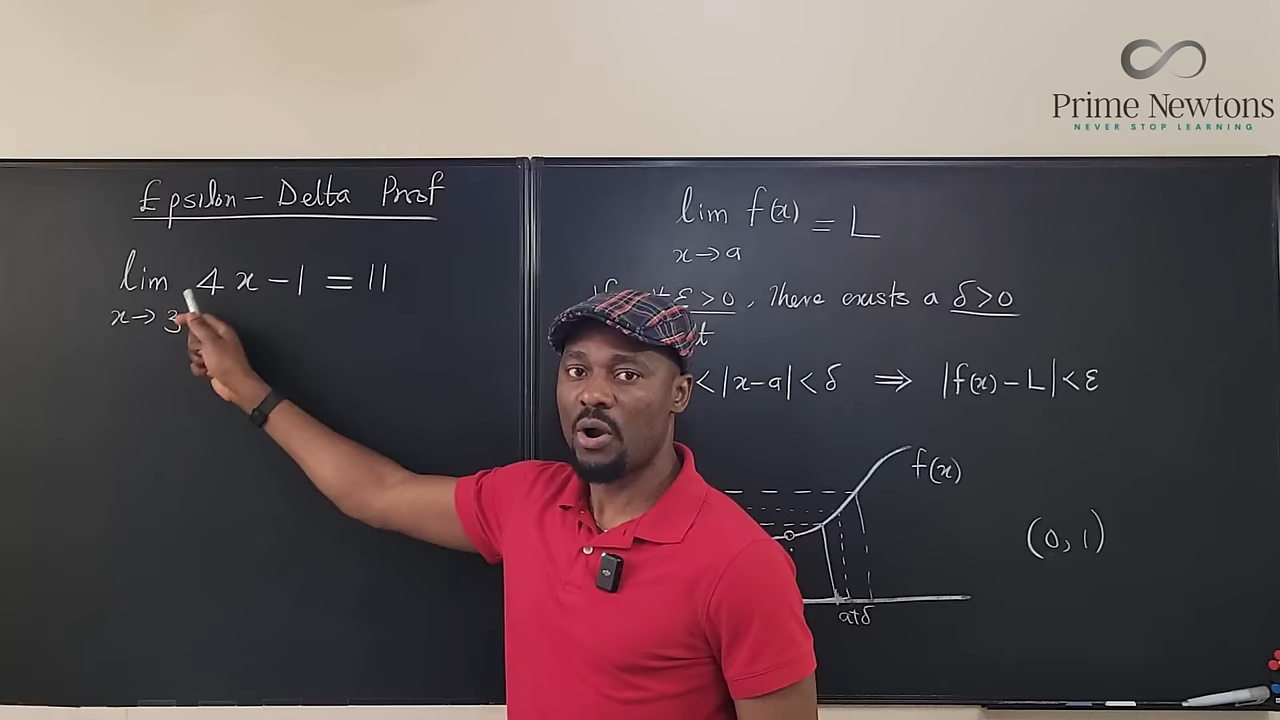 Prime Newtons
NEVER STOP LEARNING
Epsilon - Delta Proof
lim 4x - 1 = 11
x → 3
lim f(x) = L
x → a
ε > 0, there exists a δ > 0
< |x - a| < δ ⇒ |f(x) - L| < ε
f(x)
(0, 1)
a+δ